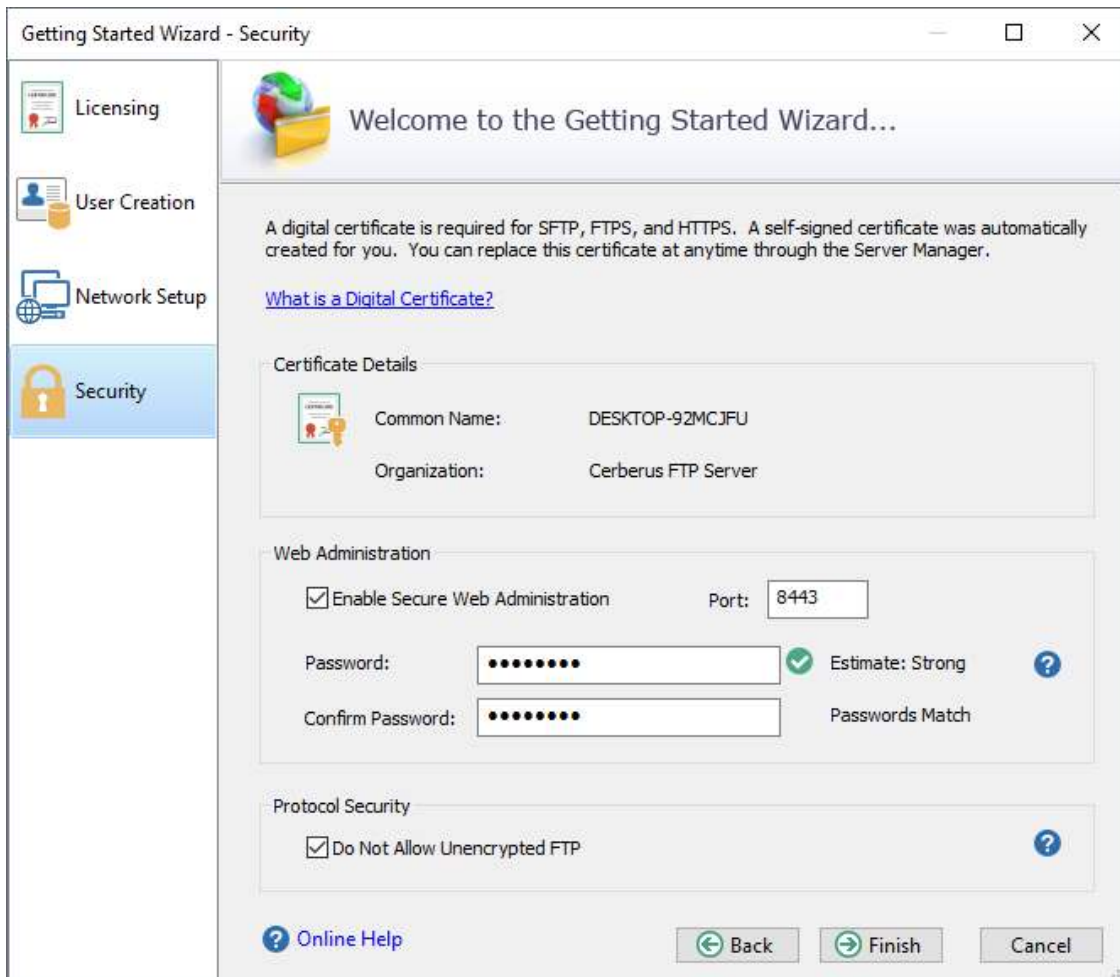 Getting Started Wizard - Security
Licensing
User Creation
Network Setup
Security
Welcome to the Getting Started Wizard...
A digital certificate is required for SFTP, FTPS, and HTTPS.  A self-signed certificate was automatically
created for you.  You can replace this certificate at anytime through the Server Manager.
What is a Digital Certificate?
Certificate Details
Common Name: DESKTOP-92MCJFU
Organization: Cerberus FTP Server
Web Administration
Enable Secure Web Administration Port: 8443
Password: ●●●●●●●● Estimate: Strong
Confirm Password: ●●●●●●●● Passwords Match
Protocol Security
Do Not Allow Unencrypted FTP
Online Help Back Finish Cancel